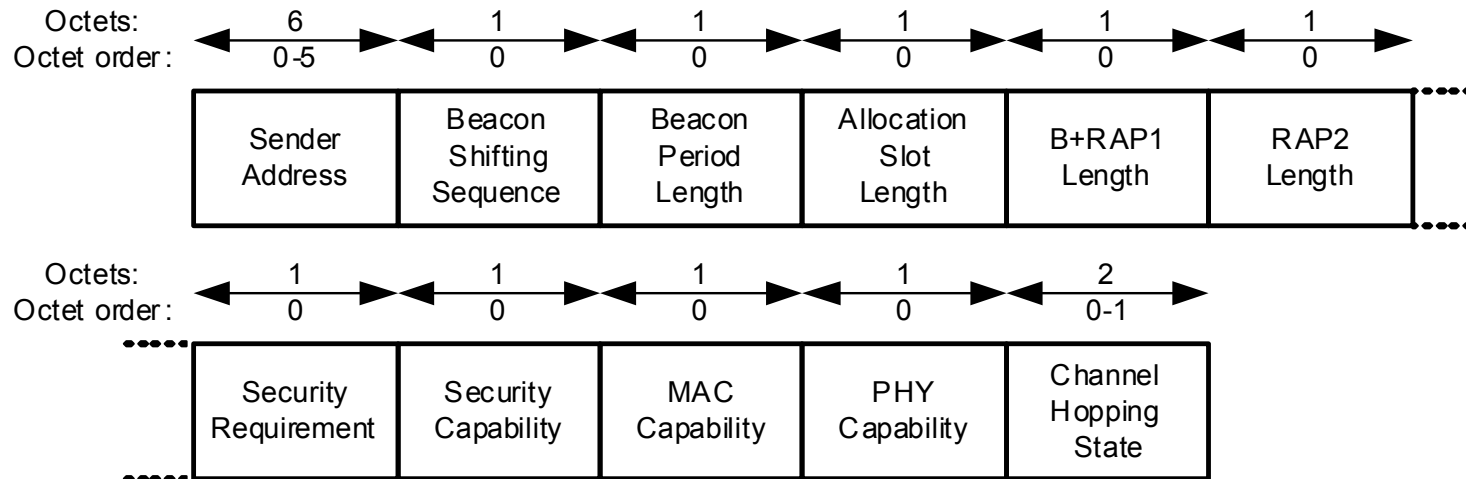 Octets: 6 1 1 1 1 1
Octet order: 0-5 0 0 0 0 0
Sender Address
Beacon Shifting Sequence
Beacon Period Length
Allocation Slot Length
B+RAP1 Length
RAP2 Length
Octets: 1 1 1 1 2
Octet order: 0 0 0 0 0-1
Security Requirement
Security Capability
MAC Capability
PHY Capability
Channel Hopping State